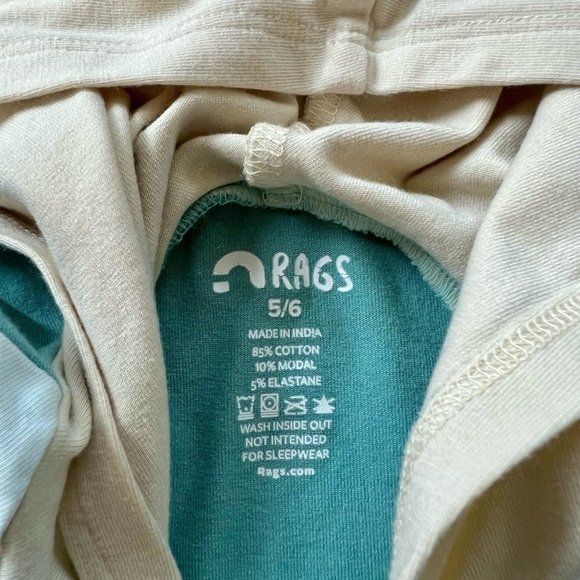 RAGS
5/6
MADE IN INDIA
85% COTTON
10% MODAL
5% ELASTANE
WASH INSIDE OUT
NOT INTENDED
FOR SLEEPWEAR
Rags.com